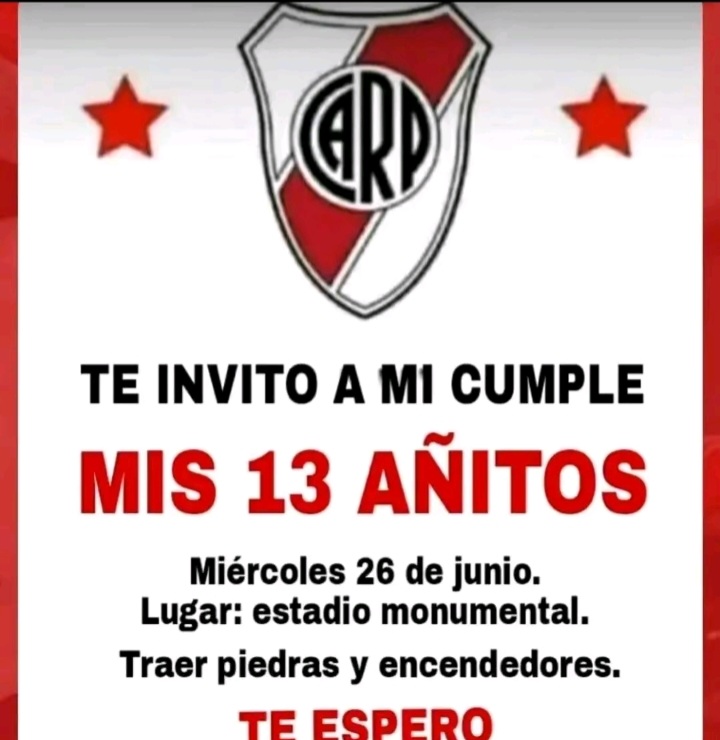 CARP
TE INVITO A MI CUMPLE
MIS 13 AÑITOS
Miércoles 26 de junio.
Lugar: estadio monumental.
Traer piedras y encendedores.
TE ESPERO